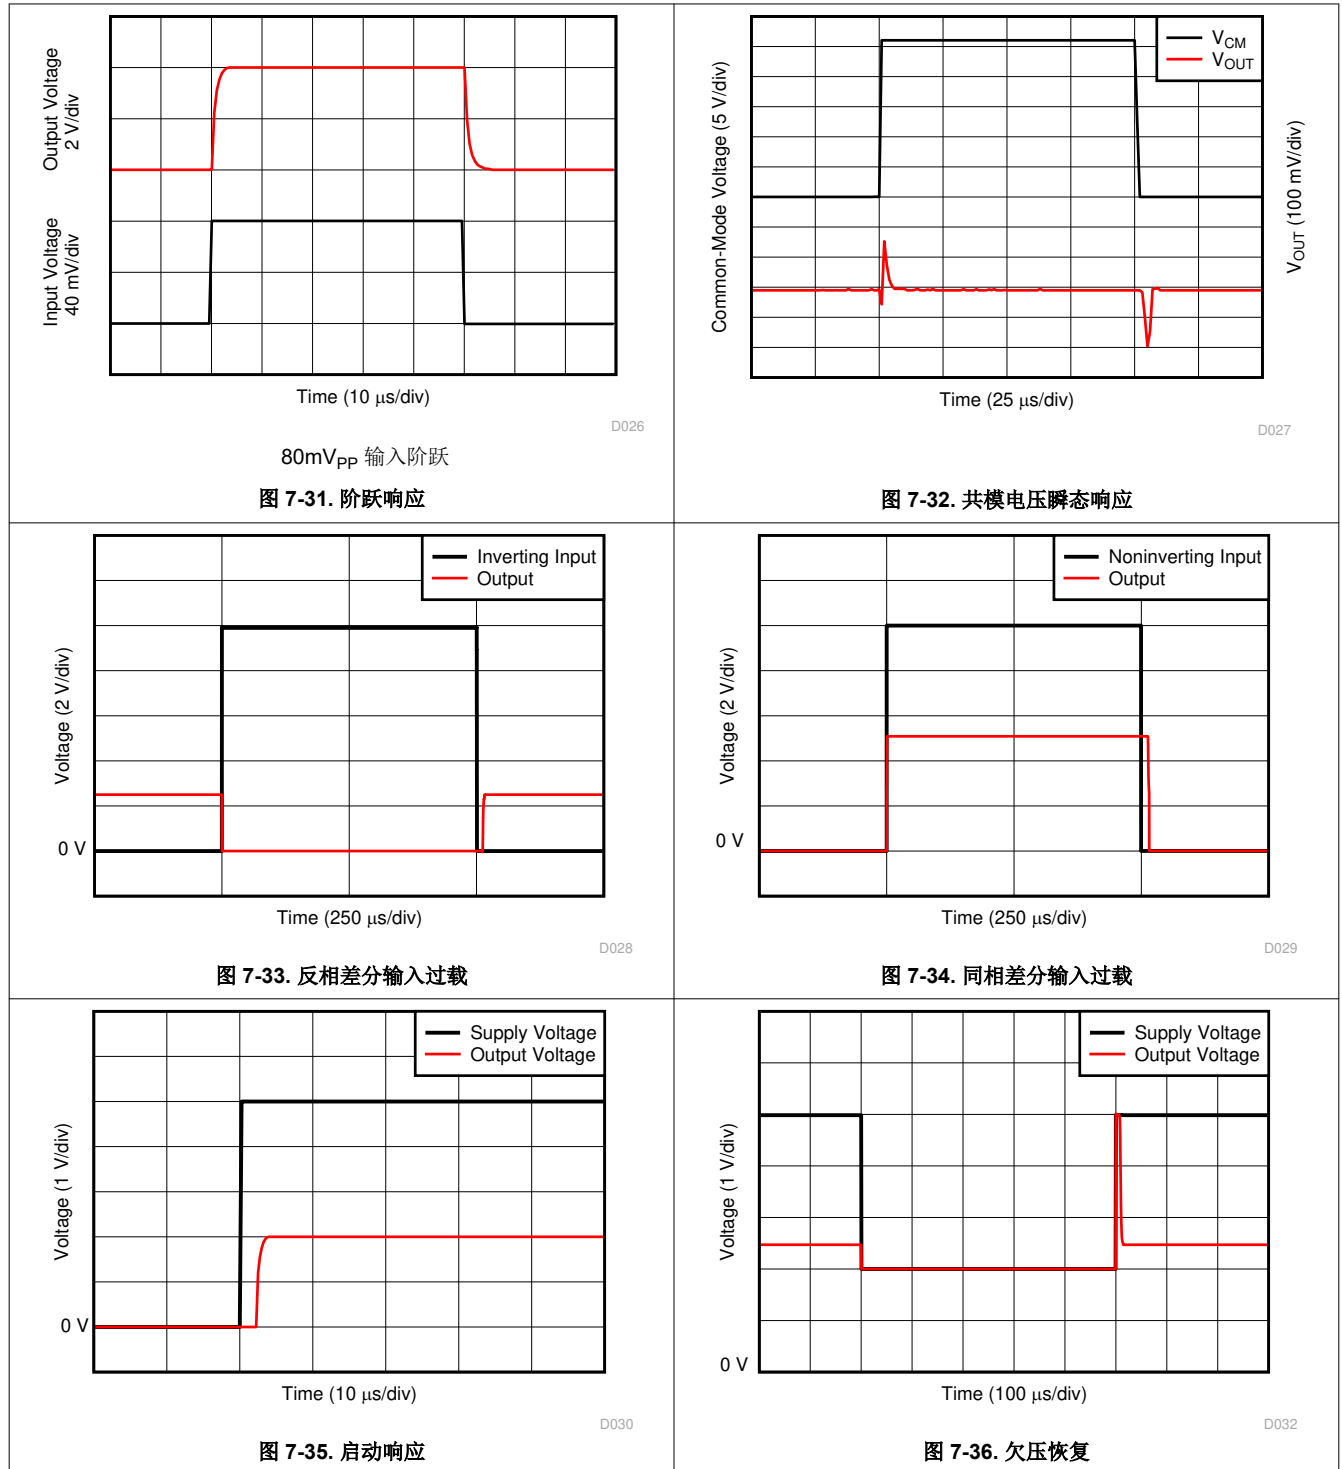 Output Voltage
2 V/div
Input Voltage
40 mV/div
Time (10 μs/div)
D026
80mVPP 输入阶跃
图 7-31. 阶跃响应
VCM
VOUT
Common-Mode Voltage (5 V/div)
VOUT (100 mV/div)
Time (25 μs/div)
D027
图 7-32. 共模电压瞬态响应
Inverting Input
Output
Voltage (2 V/div)
0 V
Time (250 μs/div)
D028
图 7-33. 反相差分输入过载
Noninverting Input
Output
Voltage (2 V/div)
0 V
Time (250 μs/div)
D029
图 7-34. 同相差分输入过载
Supply Voltage
Output Voltage
Voltage (1 V/div)
0 V
Time (10 μs/div)
D030
图 7-35. 启动响应
Supply Voltage
Output Voltage
Voltage (1 V/div)
0 V
Time (100 μs/div)
D032
图 7-36. 欠压恢复